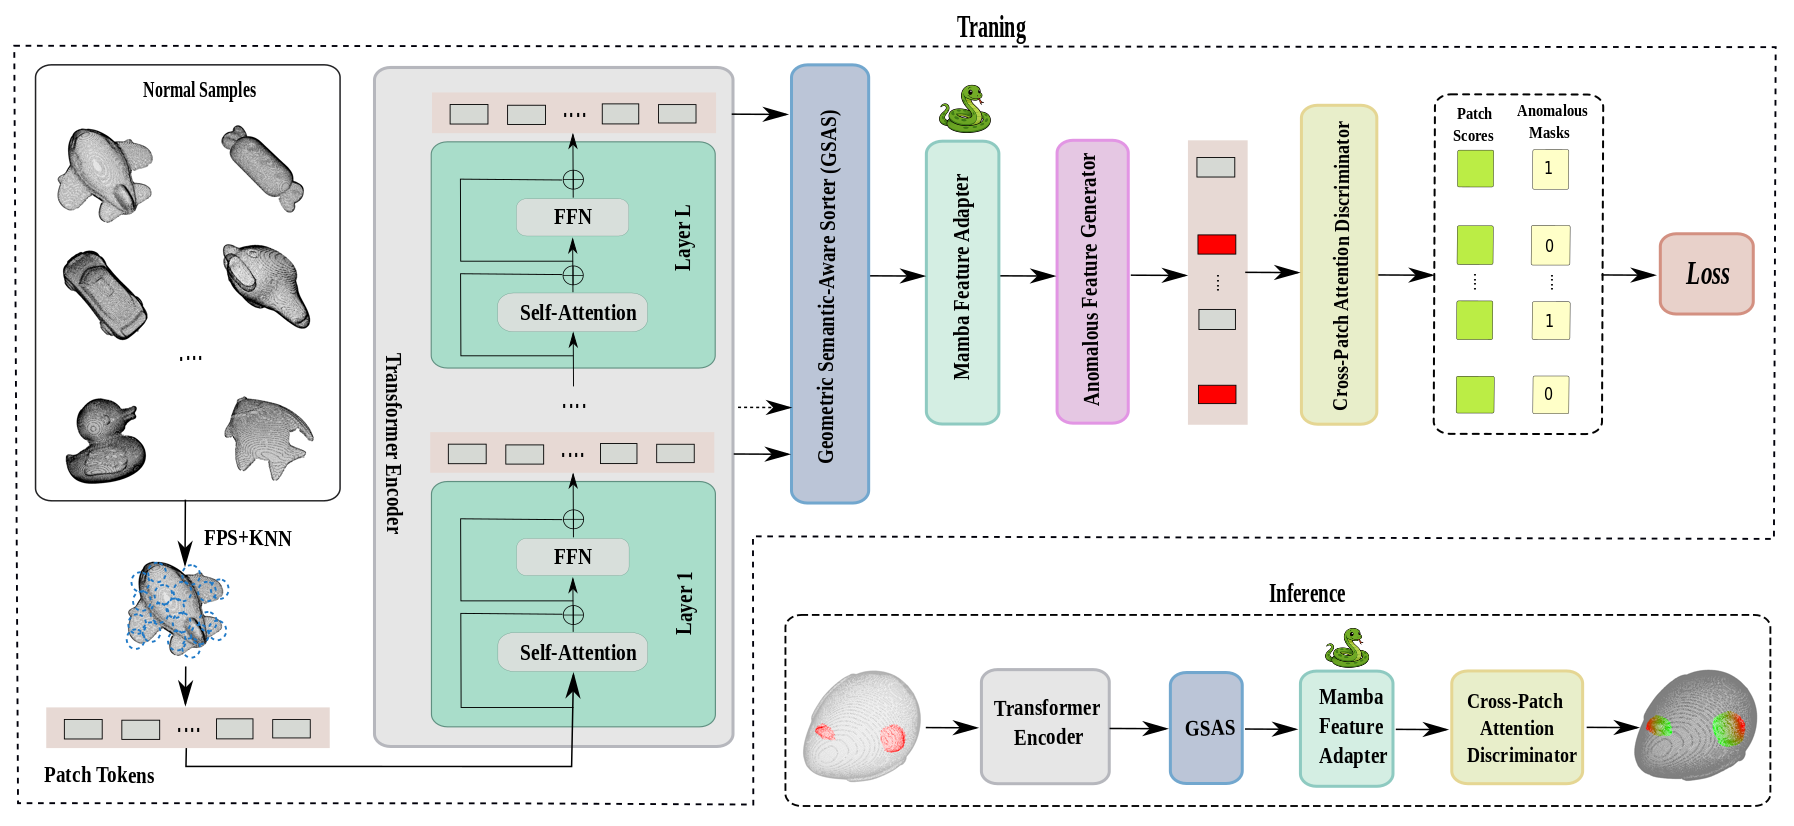 Traning
Normal Samples
FPS+KNN
Patch Tokens
Transformer Encoder
Layer L
FFN
Self-Attention
Layer 1
FFN
Self-Attention
Geometric Semantic-Aware Sorter (GSAS)
Mamba Feature Adapter
Anomalous Feature Generator
Cross-Patch Attention Discriminator
Patch
Scores
Anomalous
Masks
1
0
1
0
Loss
Inference
Transformer
Encoder
GSAS
Mamba
Feature
Adapter
Cross-Patch
Attention
Discriminator